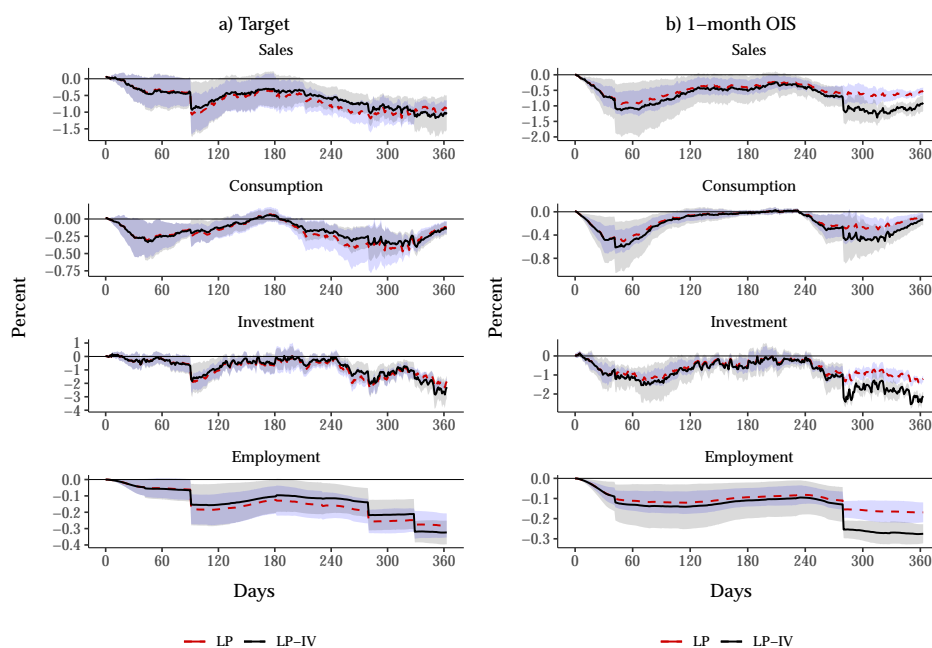 a) Target
Sales
0.0
−0.5
−1.0
−1.5
0 60 120 180 240 300 360
Consumption
0.00
−0.25
−0.50
−0.75
0 60 120 180 240 300 360
Investment
1
0
−1
−2
−3
−4
0 60 120 180 240 300 360
Employment
0.0
−0.1
−0.2
−0.3
−0.4
0 60 120 180 240 300 360
Percent
Days
LP LP−IV
b) 1−month OIS
Sales
0.0
−0.5
−1.0
−1.5
−2.0
0 60 120 180 240 300 360
Consumption
0.0
−0.4
−0.8
0 60 120 180 240 300 360
Investment
0
−1
−2
0 60 120 180 240 300 360
Employment
0.0
−0.1
−0.2
−0.3
0 60 120 180 240 300 360
Percent
Days
LP LP−IV